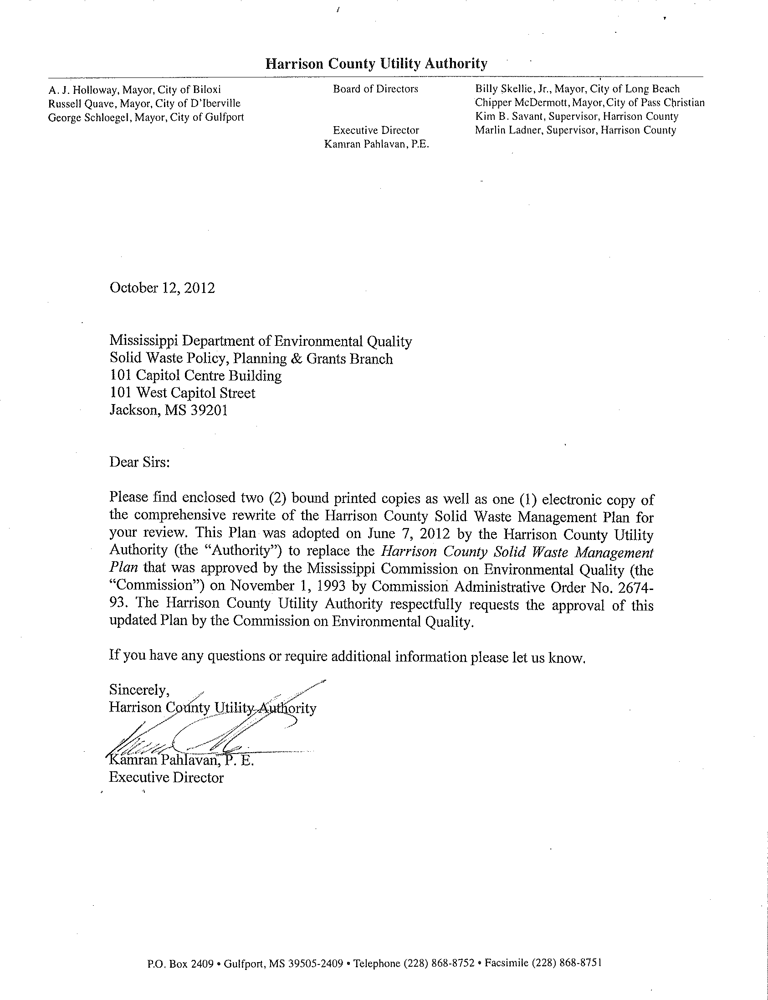 Harrison County Utility Authority
A. J. Holloway, Mayor, City of Biloxi
Russell Quave, Mayor, City of D'Iberville
George Schloegel, Mayor, City of Gulfport
Board of Directors
Executive Director
Kamran Pahlavan, P.E.
Billy Skellie, Jr., Mayor, City of Long Beach
Chipper McDermott, Mayor, City of Pass Christian
Kim B. Savant, Supervisor, Harrison County
Marlin Ladner, Supervisor, Harrison County
October 12, 2012
Mississippi Department of Environmental Quality
Solid Waste Policy, Planning & Grants Branch
101 Capitol Centre Building
101 West Capitol Street
Jackson, MS 39201
Dear Sirs:
Please find enclosed two (2) bound printed copies as well as one (1) electronic copy of
the comprehensive rewrite of the Harrison County Solid Waste Management Plan for
your review. This Plan was adopted on June 7, 2012 by the Harrison County Utility
Authority (the “Authority”) to replace the Harrison County Solid Waste Management
Plan that was approved by the Mississippi Commission on Environmental Quality (the
“Commission”) on November 1, 1993 by Commission Administrative Order No. 2674-
93. The Harrison County Utility Authority respectfully requests the approval of this
updated Plan by the Commission on Environmental Quality.
If you have any questions or require additional information please let us know.
Sincerely,
Harrison County Utility Authority
Kamran Pahlavan, P. E.
Executive Director
P.O. Box 2409 • Gulfport, MS 39505-2409 • Telephone (228) 868-8752 • Facsimile (228) 868-8751